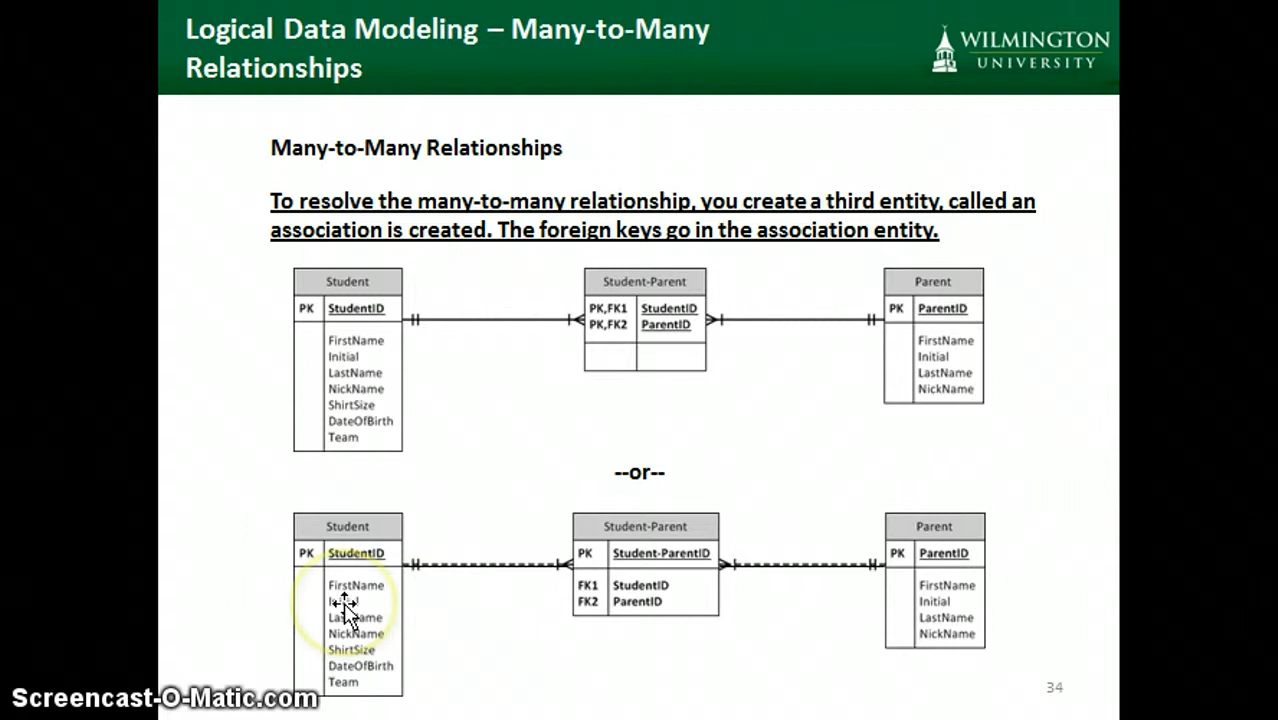 Logical Data Modeling – Many-to-Many
Relationships
WILMINGTON
UNIVERSITY
Many-to-Many Relationships
To resolve the many-to-many relationship, you create a third entity, called an
association is created. The foreign keys go in the association entity.
Student
PK StudentID
FirstName
Initial
LastName
NickName
ShirtSize
DateOfBirth
Team
Student-Parent
PK,FK1 StudentID
PK,FK2 ParentID
Parent
PK ParentID
FirstName
Initial
LastName
NickName
--or--
Student
PK StudentID
FirstName
LastName
NickName
ShirtSize
DateOfBirth
Team
Student-Parent
PK Student-ParentID
FK1 StudentID
FK2 ParentID
Parent
PK ParentID
FirstName
Initial
LastName
NickName
34
Screencast-O-Matic.com